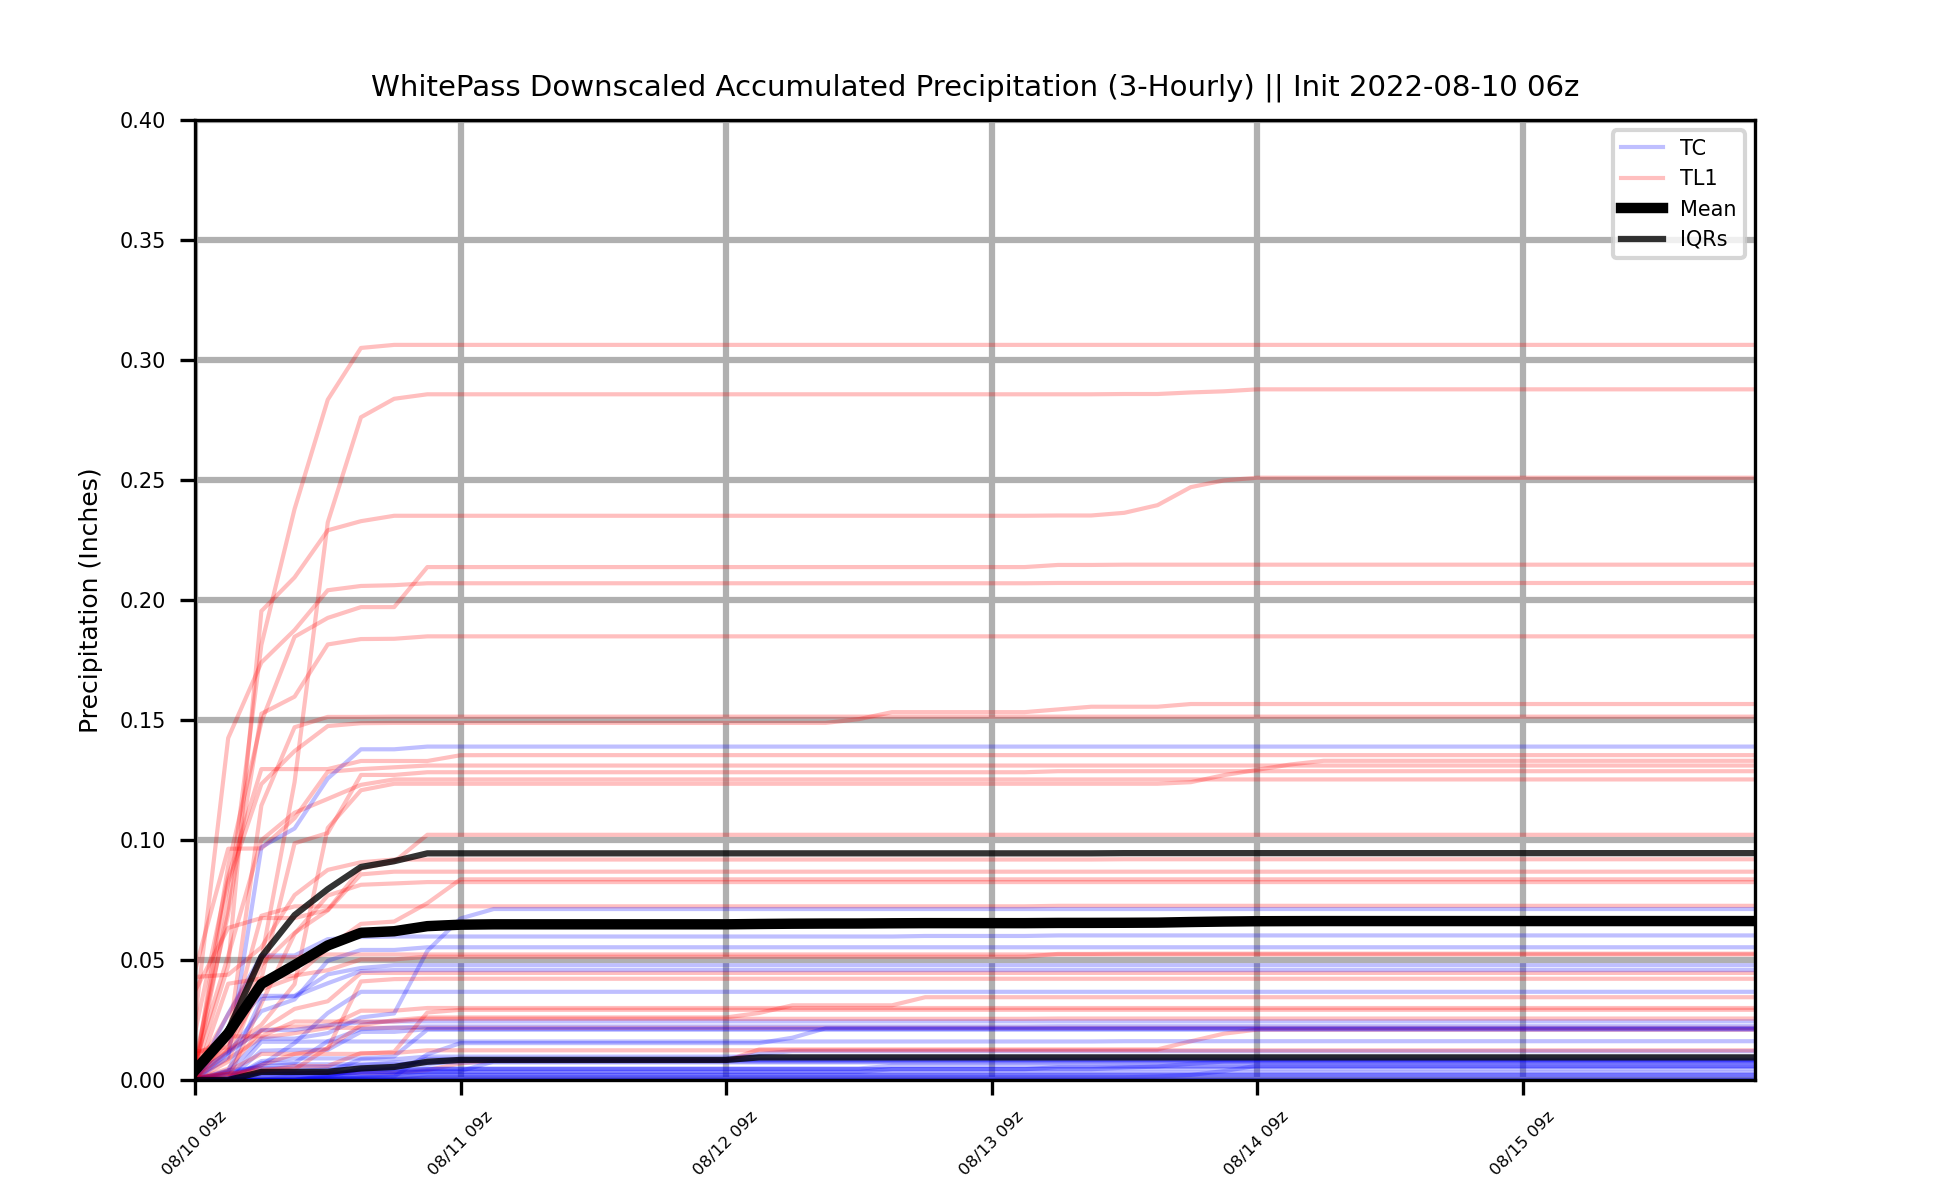 WhitePass Downscaled Accumulated Precipitation (3-Hourly) || Init 2022-08-10 06z
TC
TL1
Mean
IQRs
Precipitation (Inches)
0.40
0.35
0.30
0.25
0.20
0.15
0.10
0.05
0.00
08/10 09z
08/11 09z
08/12 09z
08/13 09z
08/14 09z
08/15 09z